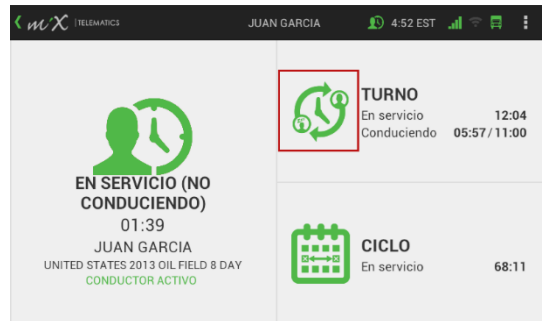 miX TELEMATICS
JUAN GARCIA
4:52 EST
EN SERVICIO (NO
CONDUCIENDO)
01:39
JUAN GARCIA
UNITED STATES 2013 OIL FIELD 8 DAY
CONDUCTOR ACTIVO
TURNO
En servicio 12:04
Conduciendo 05:57/11:00
CICLO
En servicio 68:11